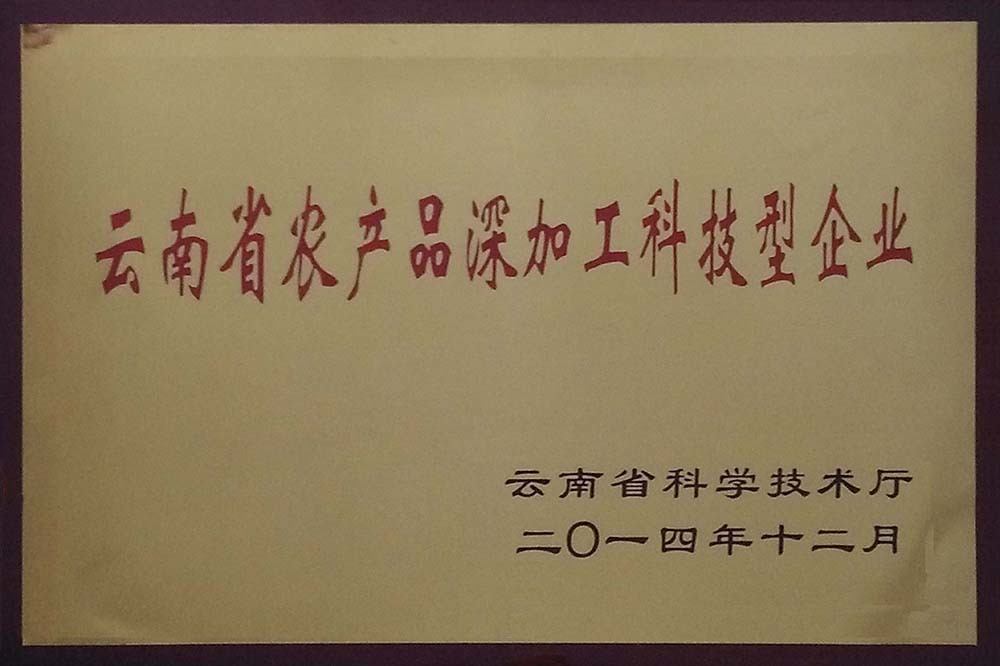 云南省农产品深加工科技型企业
云南省科学技术厅
二〇一四年十二月